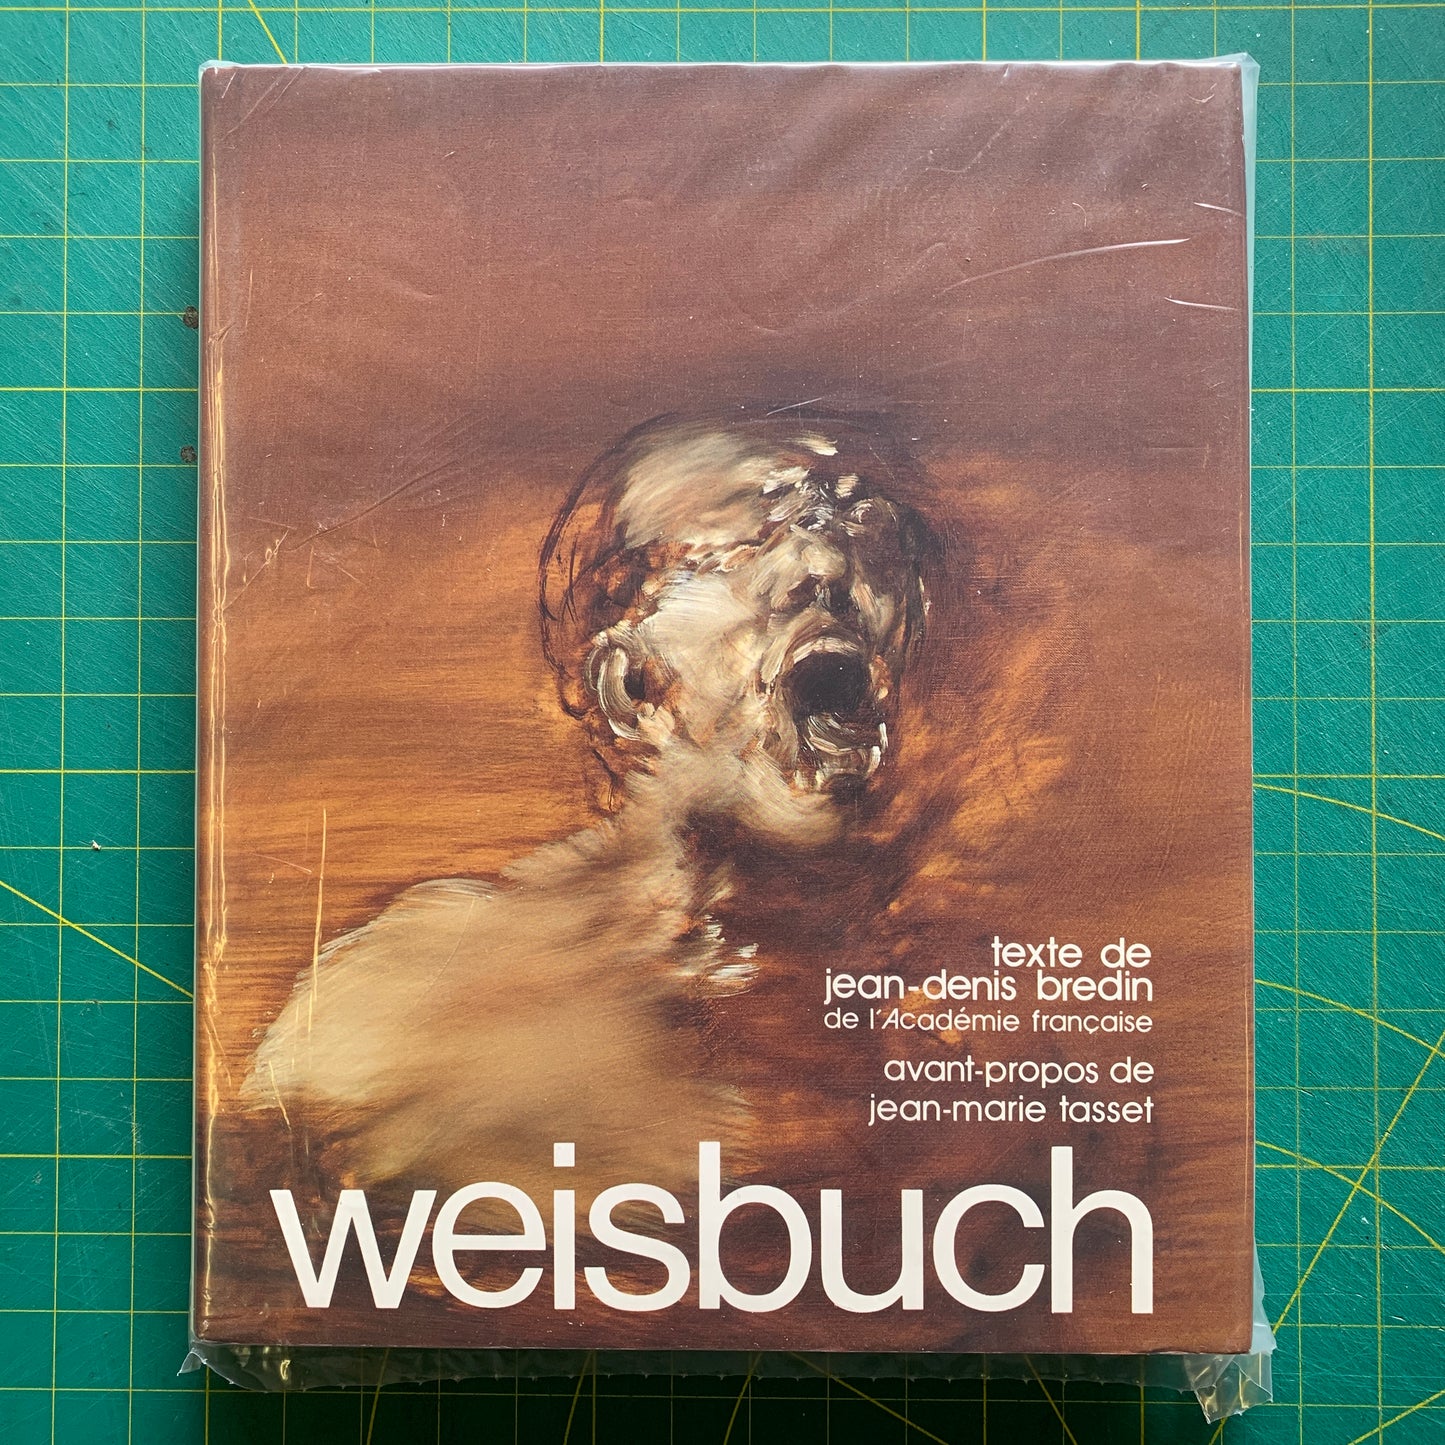 texte de
jean-denis bredin
de l'Académie française
avant-propos de
jean-marie tasset
weisbuch